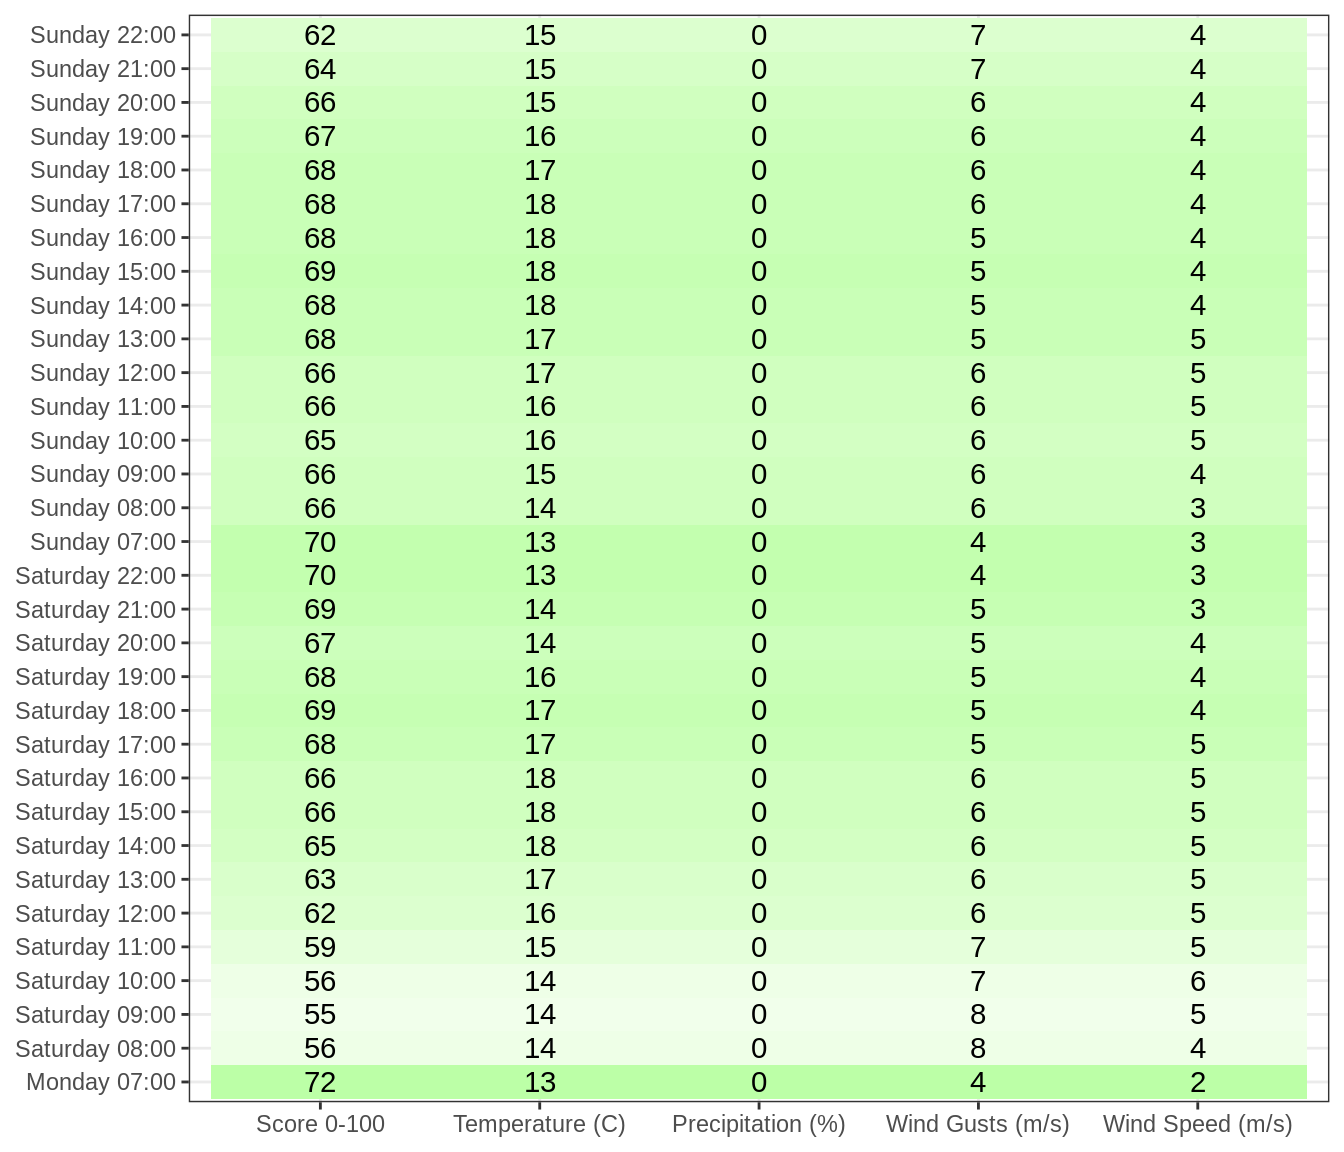 Sunday 22:00 62 15 0 7 4
Sunday 21:00 64 15 0 7 4
Sunday 20:00 66 15 0 6 4
Sunday 19:00 67 16 0 6 4
Sunday 18:00 68 17 0 6 4
Sunday 17:00 68 18 0 6 4
Sunday 16:00 68 18 0 5 4
Sunday 15:00 69 18 0 5 4
Sunday 14:00 68 18 0 5 4
Sunday 13:00 68 17 0 5 5
Sunday 12:00 66 17 0 6 5
Sunday 11:00 66 16 0 6 5
Sunday 10:00 65 16 0 6 5
Sunday 09:00 66 15 0 6 4
Sunday 08:00 66 14 0 6 3
Sunday 07:00 70 13 0 4 3
Saturday 22:00 70 13 0 4 3
Saturday 21:00 69 14 0 5 3
Saturday 20:00 67 14 0 5 4
Saturday 19:00 68 16 0 5 4
Saturday 18:00 69 17 0 5 4
Saturday 17:00 68 17 0 5 5
Saturday 16:00 66 18 0 6 5
Saturday 15:00 66 18 0 6 5
Saturday 14:00 65 18 0 6 5
Saturday 13:00 63 17 0 6 5
Saturday 12:00 62 16 0 6 5
Saturday 11:00 59 15 0 7 5
Saturday 10:00 56 14 0 7 6
Saturday 09:00 55 14 0 8 5
Saturday 08:00 56 14 0 8 4
Monday 07:00 72 13 0 4 2
Score 0-100 Temperature (C) Precipitation (%) Wind Gusts (m/s) Wind Speed (m/s)